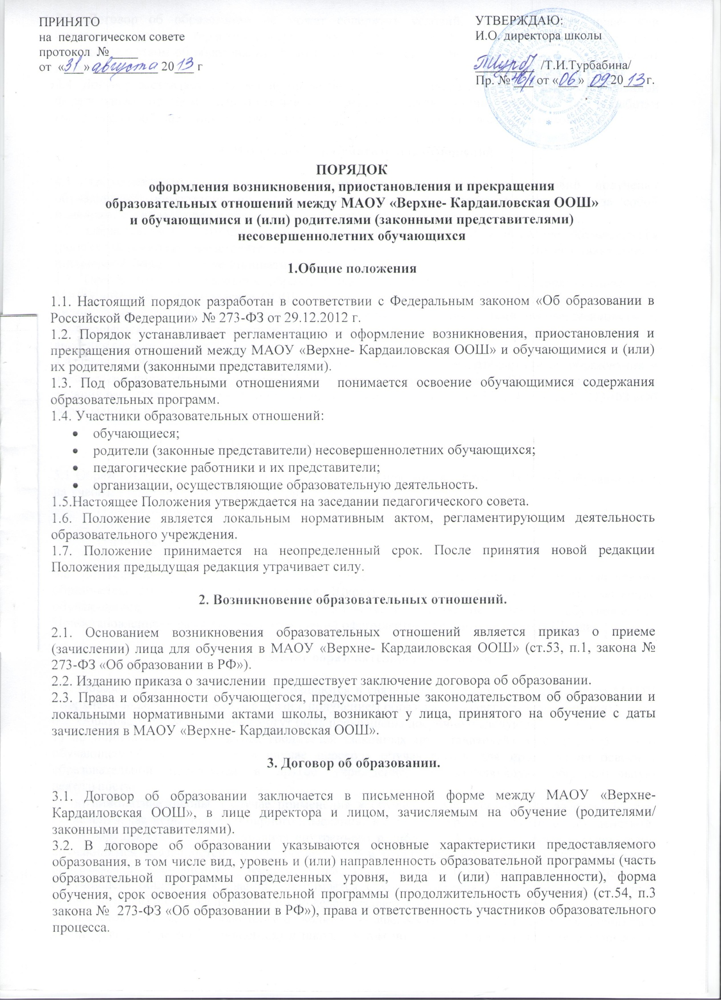 ПРИНЯТО
на  педагогическом совете
протокол  №____
от  «31» августа 2013 г
УТВЕРЖДАЮ:
И.О. директора школы
/Т.И.Турбабина/
Пр. № 46/1 от «06» 09 2013 г.
ПОРЯДОК
оформления возникновения, приостановления и прекращения
образовательных отношений между МАОУ «Верхне- Кардаиловская ООШ»
и обучающимися и (или) родителями (законными представителями)
несовершеннолетних обучающихся
1.Общие положения
1.1. Настоящий порядок разработан в соответствии с Федеральным законом «Об образовании в
Российской Федерации» № 273-ФЗ от 29.12.2012 г.
1.2. Порядок устанавливает регламентацию и оформление возникновения, приостановления и
прекращения отношений между МАОУ «Верхне- Кардаиловская ООШ» и обучающимися и (или)
их родителями (законными представителями).
1.3. Под образовательными отношениями  понимается освоение обучающимися содержания
образовательных программ.
1.4. Участники образовательных отношений:
• обучающиеся;
• родители (законные представители) несовершеннолетних обучающихся;
• педагогические работники и их представители;
• организации, осуществляющие образовательную деятельность.
1.5.Настоящее Положения утверждается на заседании педагогического совета.
1.6. Положение является локальным нормативным актом, регламентирующим деятельность
образовательного учреждения.
1.7. Положение принимается на неопределенный срок. После принятия новой редакции
Положения предыдущая редакция утрачивает силу.
2. Возникновение образовательных отношений.
2.1. Основанием возникновения образовательных отношений является приказ о приеме
(зачислении) лица для обучения в МАОУ «Верхне- Кардаиловская ООШ» (ст.53, п.1, закона №
273-ФЗ «Об образовании в РФ»).
2.2. Изданию приказа о зачислении  предшествует заключение договора об образовании.
2.3. Права и обязанности обучающегося, предусмотренные законодательством об образовании и
локальными нормативными актами школы, возникают у лица, принятого на обучение с даты
зачисления в МАОУ «Верхне- Кардаиловская ООШ».
3. Договор об образовании.
3.1. Договор об образовании заключается в письменной форме между МАОУ «Верхне-
Кардаиловская ООШ», в лице директора и лицом, зачисляемым на обучение (родителями/
законными представителями).
3.2. В договоре об образовании указываются основные характеристики предоставляемого
образования, в том числе вид, уровень и (или) направленность образовательной программы (часть
образовательной программы определенных уровня, вида и (или) направленности), форма
обучения, срок освоения образовательной программы (продолжительность обучения) (ст.54, п.3
закона №  273-ФЗ «Об образовании в РФ»), права и ответственность участников образовательного
процесса.